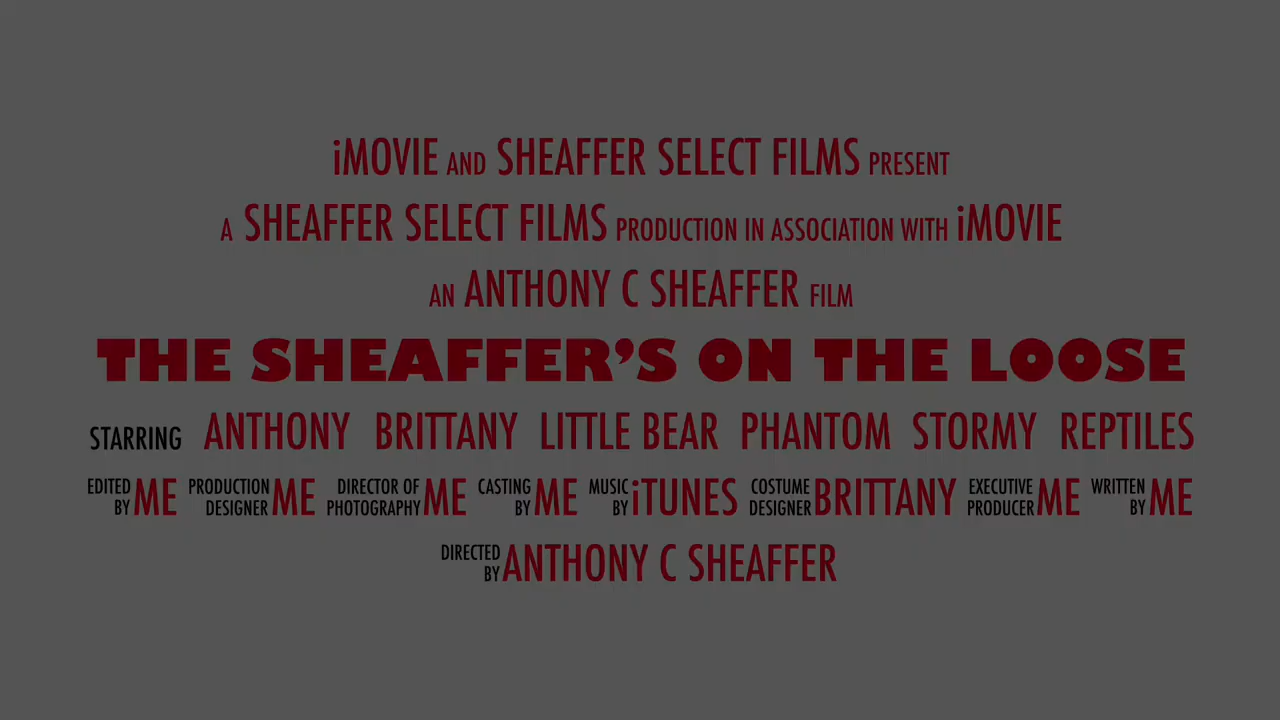 iMOVIE AND SHEAFFER SELECT FILMS PRESENT
A SHEAFFER SELECT FILMS PRODUCTION IN ASSOCIATION WITH iMOVIE
AN ANTHONY C SHEAFFER FILM
THE SHEAFFER’S ON THE LOOSE
STARRING ANTHONY BRITTANY LITTLE BEAR PHANTOM STORMY REPTILES
EDITED BY ME PRODUCTION DESIGNER ME DIRECTOR OF PHOTOGRAPHY ME CASTING BY ME MUSIC BY iTUNES COSTUME DESIGNER BRITTANY EXECUTIVE PRODUCER ME WRITTEN BY ME
DIRECTED BY ANTHONY C SHEAFFER